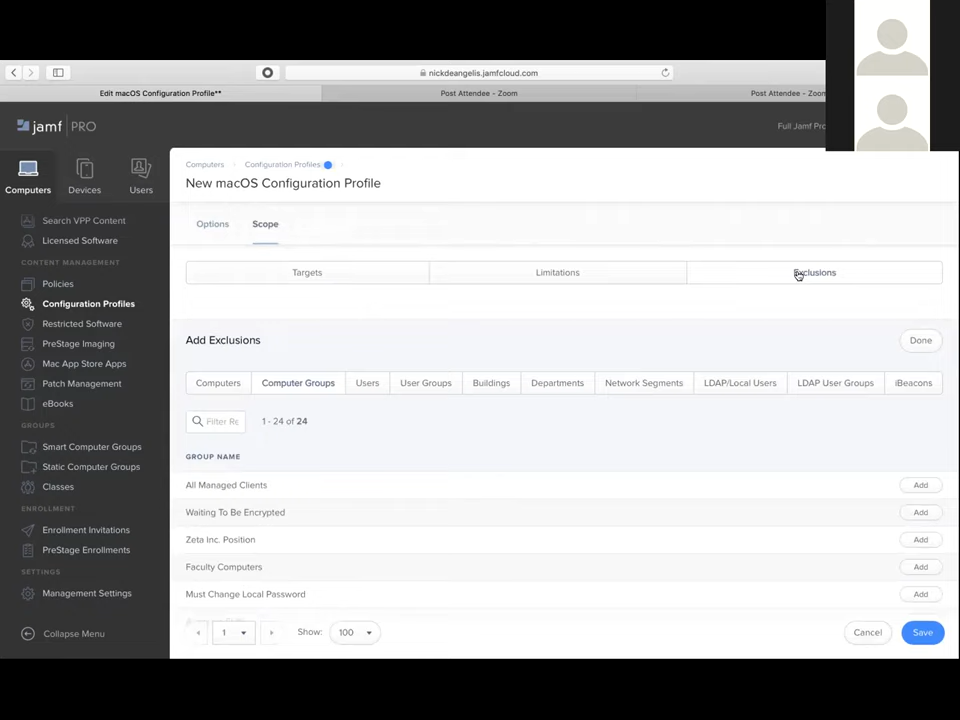 nickdeangelis.jamfcloud.com
Edit macOS Configuration Profile**
Post Attendee - Zoom
Post Attendee - Zoom
jamf PRO
Full Jamf Pro
Computers
Devices
Users
Search VPP Content
Licensed Software
CONTENT MANAGEMENT
Policies
Configuration Profiles
Restricted Software
PreStage Imaging
Mac App Store Apps
Patch Management
eBooks
GROUPS
Smart Computer Groups
Static Computer Groups
Classes
ENROLLMENT
Enrollment Invitations
PreStage Enrollments
SETTINGS
Management Settings
Collapse Menu
Computers Configuration Profiles
New macOS Configuration Profile
Options Scope
Targets Limitations Exclusions
Add Exclusions Done
Computers Computer Groups Users User Groups Buildings Departments Network Segments LDAP/Local Users LDAP User Groups iBeacons
Filter Re 1 - 24 of 24
GROUP NAME
All Managed Clients Add
Waiting To Be Encrypted Add
Zeta Inc. Position Add
Faculty Computers Add
Must Change Local Password Add
1 Show: 100 Cancel Save